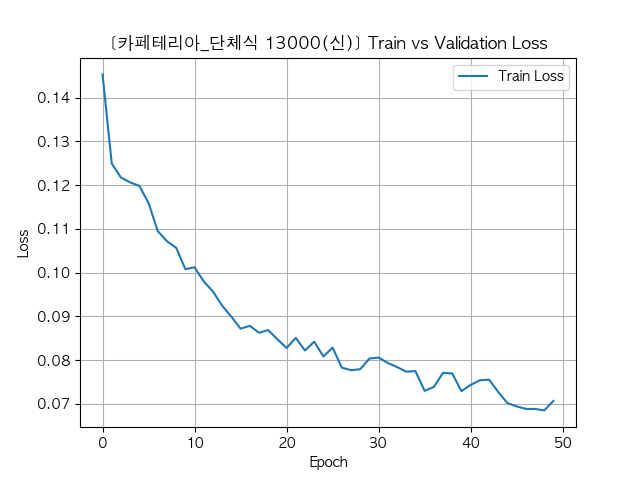 [카페테리아_단체식 13000(신)] Train vs Validation Loss
Train Loss
Loss
0.14
0.13
0.12
0.11
0.10
0.09
0.08
0.07
0 10 20 30 40 50
Epoch